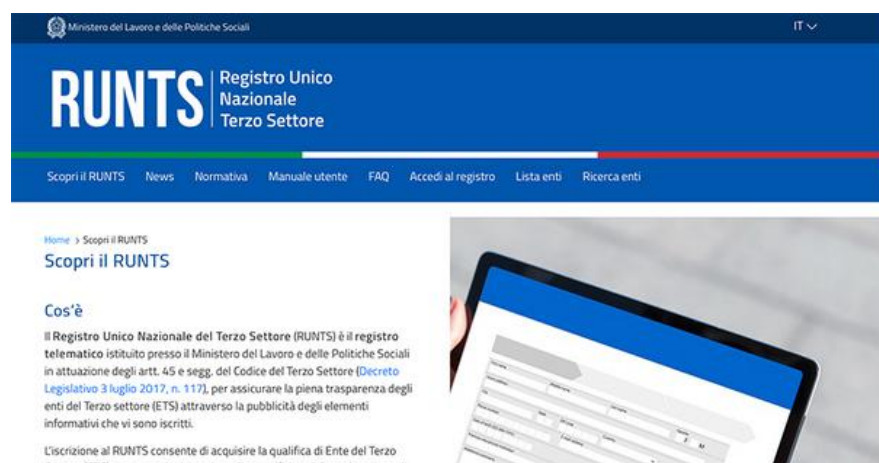 Ministero del Lavoro e delle Politiche Sociali
IT
RUNTS
Registro Unico
Nazionale
Terzo Settore
Scopri il RUNTS News Normativa Manuale utente FAQ Accedi al registro Lista enti Ricerca enti
Home > Scopri il RUNTS
Scopri il RUNTS
Cos'è
Il Registro Unico Nazionale del Terzo Settore (RUNTS) è il registro
telematico istituito presso il Ministero del Lavoro e delle Politiche Sociali
in attuazione degli artt. 45 e segg. del Codice del Terzo Settore (Decreto
Legislativo 3 luglio 2017, n. 117), per assicurare la piena trasparenza degli
enti del Terzo settore (ETS) attraverso la pubblicità degli elementi
informativi che vi sono iscritti.
L'iscrizione al RUNTS consente di acquisire la qualifica di Ente del Terzo